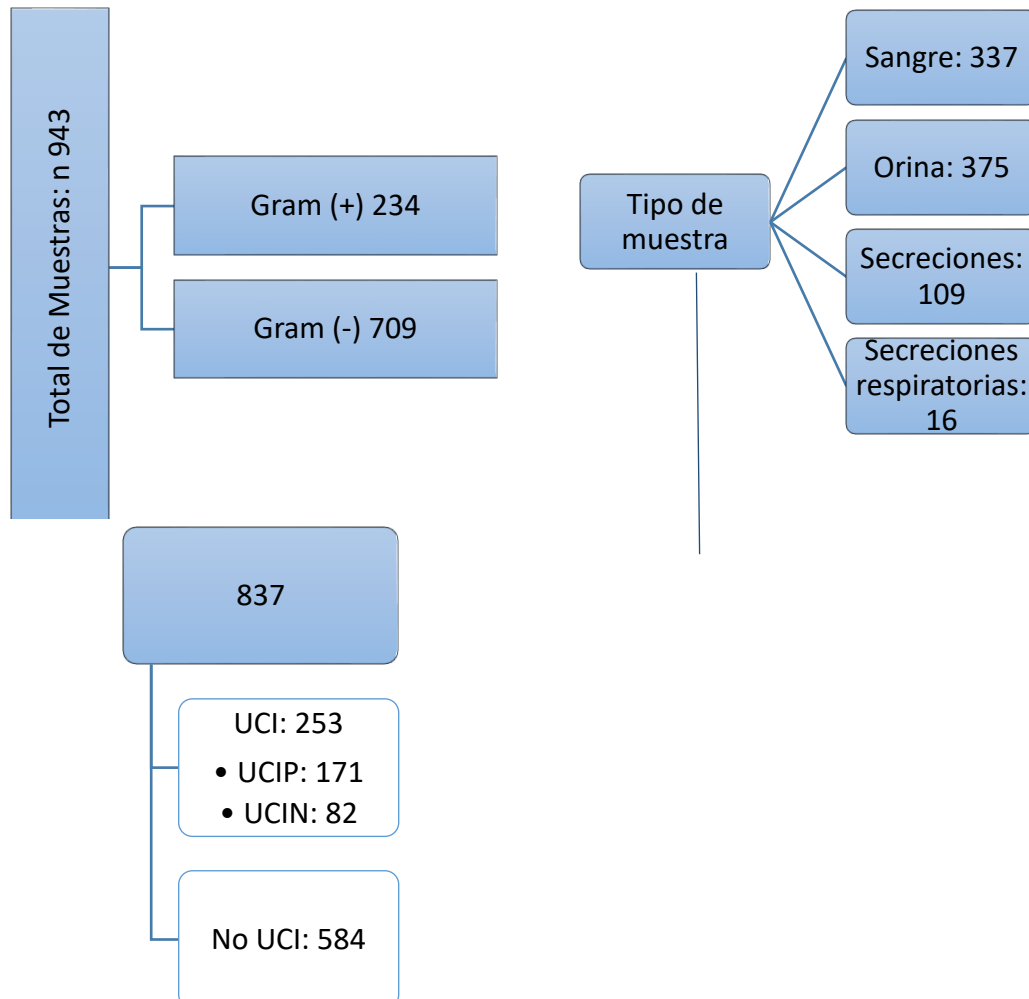 Total de Muestras: n 943
Gram (+) 234
Gram (-) 709
Tipo de
muestra
Sangre: 337
Orina: 375
Secreciones:
109
Secreciones
respiratorias:
16
837
UCI: 253
• UCIP: 171
• UCIN: 82
No UCI: 584